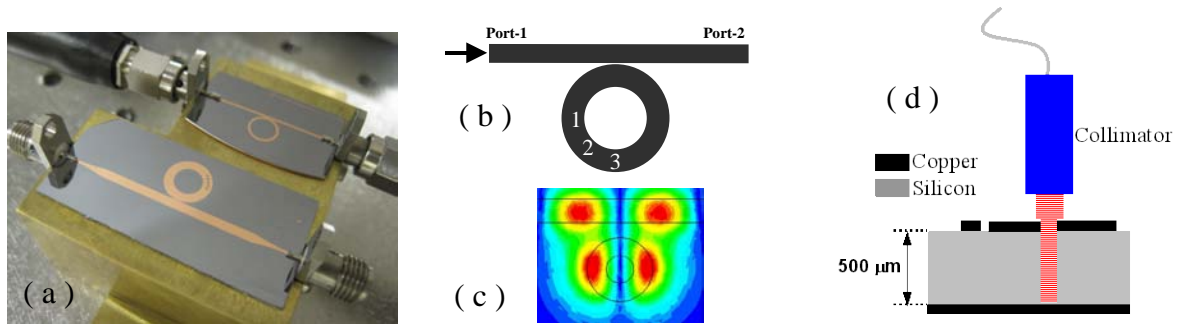 ( a )
Port-1 Port-2
( b )
1
2
3
( c )
( d )
Collimator
Copper
Silicon
500 μm